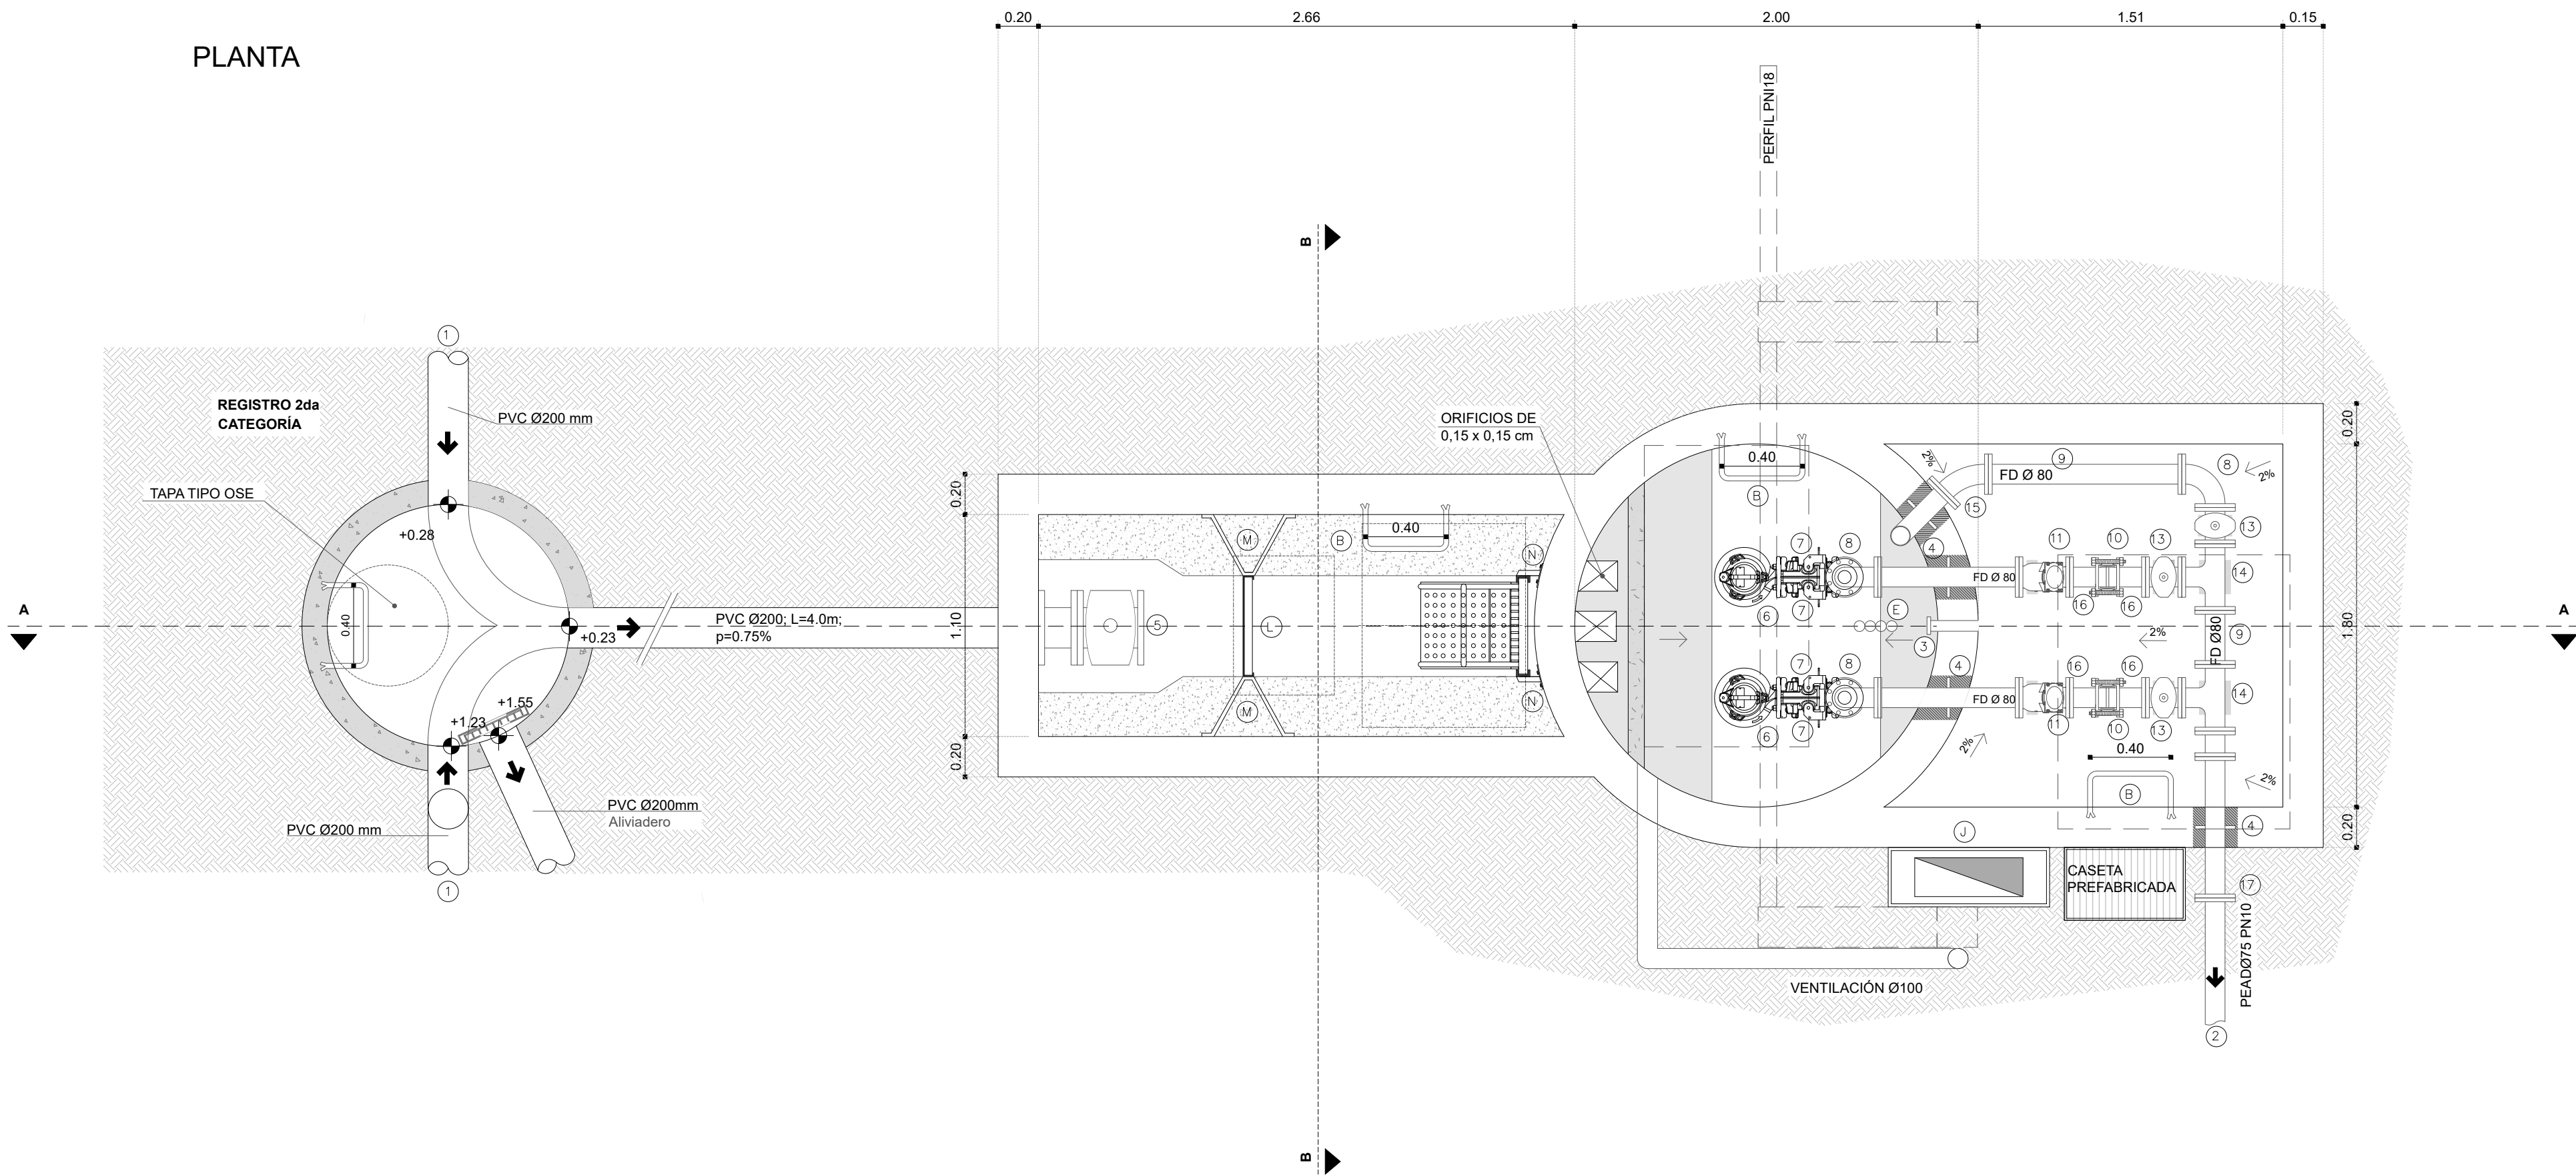 0.20
2.66
2.00
1.51
0.15
PLANTA
PERFIL PNI18
B
1
REGISTRO 2da
CATEGORÍA
PVC Ø200 mm
ORIFICIOS DE
0,15 x 0,15 cm
0.20
0.40
B
2%
9
FD Ø 80
8
2%
TAPA TIPO OSE
0.20
15
13
+0.28
0.40
M
B
N
7
8
4
11
10
13
FD Ø 80
14
6
7
16
16
A
0.40
PVC Ø200; L=4.0m;
p=0.75%
+0.23
1.10
5
L
E
3
2%
FD Ø80
9
1.80
A
7
8
4
16
16
14
+1.55
+1.23
M
N
6
7
FD Ø 80
11
10
13
0.20
2%
0.40
2%
B
PVC Ø200mm
Aliviadero
PVC Ø200 mm
1
J
4
0.20
CASETA
PREFABRICADA
17
PEADØ75 PN10
VENTILACIÓN Ø100
2
B